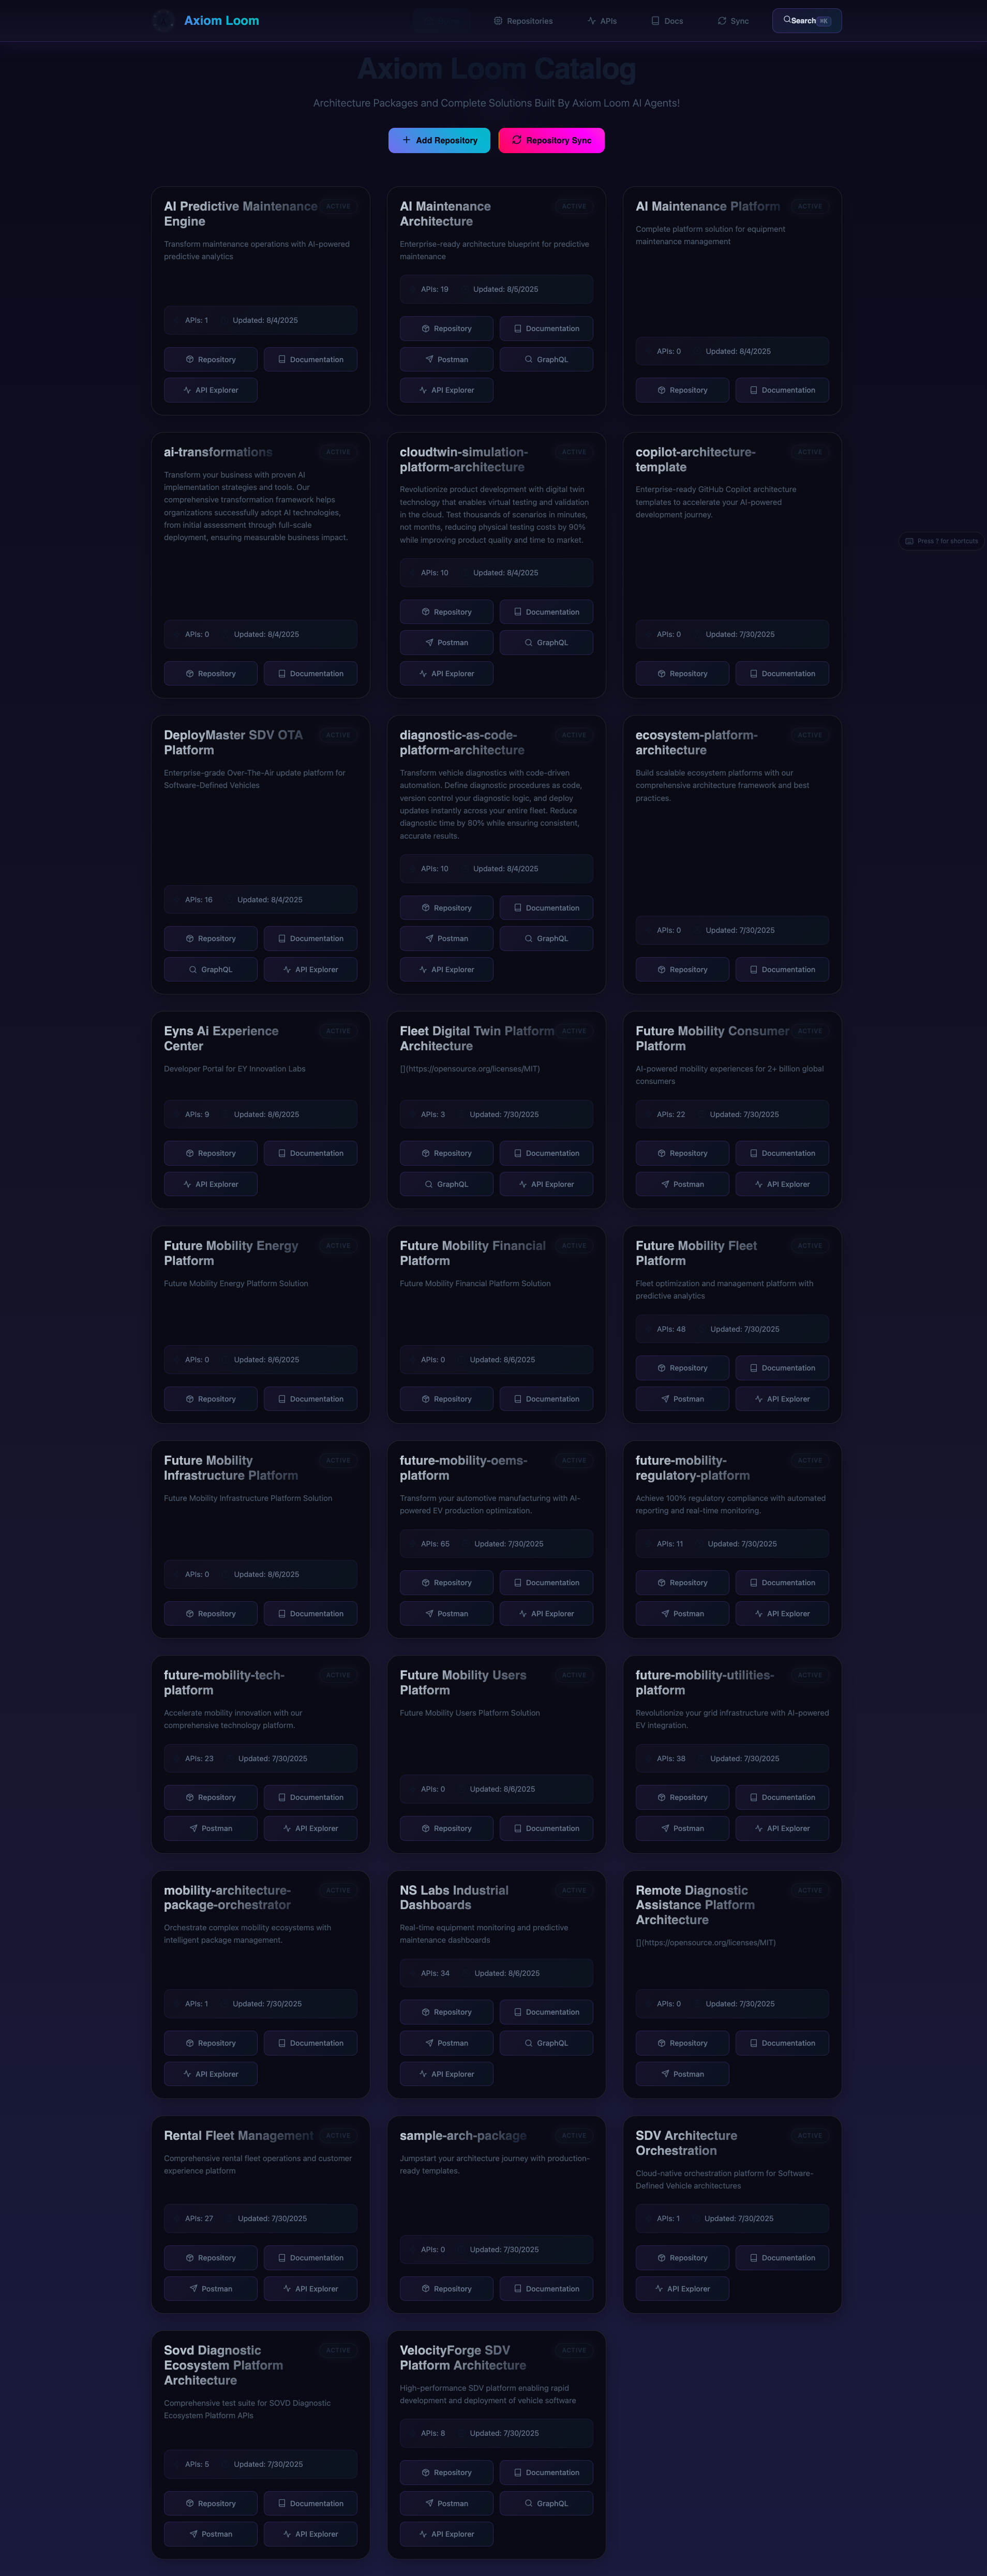 Axiom Loom
Repositories
APIs
Docs
Sync
Search ⌘K
Axiom Loom Catalog
Architecture Packages and Complete Solutions Built By Axiom Loom AI Agents!
Add Repository
Repository Sync
AI Predictive Maintenance
Engine
ACTIVE
Transform maintenance operations with AI-powered
predictive analytics
APIs: 1 Updated: 8/4/2025
Repository Documentation
API Explorer
AI Maintenance
Architecture
ACTIVE
Enterprise-ready architecture blueprint for predictive
maintenance
APIs: 19 Updated: 8/5/2025
Repository Documentation
Postman GraphQL
API Explorer
AI Maintenance Platform
ACTIVE
Complete platform solution for equipment
maintenance management
APIs: 0 Updated: 8/4/2025
Repository Documentation
ai-transformations
ACTIVE
Transform your business with proven AI
implementation strategies and tools. Our
comprehensive transformation framework helps
organizations successfully adopt AI technologies,
from initial assessment through full-scale
deployment, ensuring measurable business impact.
APIs: 0 Updated: 8/4/2025
Repository Documentation
cloudtwin-simulation-
platform-architecture
ACTIVE
Revolutionize product development with digital twin
technology that enables virtual testing and validation
in the cloud. Test thousands of scenarios in minutes,
not months, reducing physical testing costs by 90%
while improving product quality and time to market.
APIs: 10 Updated: 8/4/2025
Repository Documentation
Postman GraphQL
API Explorer
copilot-architecture-
template
ACTIVE
Enterprise-ready GitHub Copilot architecture
templates to accelerate your AI-powered
development journey.
APIs: 0 Updated: 7/30/2025
Repository Documentation
Press ? for shortcuts
DeployMaster SDV OTA
Platform
ACTIVE
Enterprise-grade Over-The-Air update platform for
Software-Defined Vehicles
APIs: 16 Updated: 8/4/2025
Repository Documentation
GraphQL API Explorer
diagnostic-as-code-
platform-architecture
ACTIVE
Transform vehicle diagnostics with code-driven
automation. Define diagnostic procedures as code,
version control your diagnostic logic, and deploy
updates instantly across your entire fleet. Reduce
diagnostic time by 80% while ensuring consistent,
accurate results.
APIs: 10 Updated: 8/4/2025
Repository Documentation
Postman GraphQL
API Explorer
ecosystem-platform-
architecture
ACTIVE
Build scalable ecosystem platforms with our
comprehensive architecture framework and best
practices.
APIs: 0 Updated: 7/30/2025
Repository Documentation
Eyns Ai Experience
Center
ACTIVE
Developer Portal for EY Innovation Labs
APIs: 9 Updated: 8/6/2025
Repository Documentation
API Explorer
Fleet Digital Twin Platform
Architecture
ACTIVE
[](https://opensource.org/licenses/MIT)
APIs: 3 Updated: 7/30/2025
Repository Documentation
GraphQL API Explorer
Future Mobility Consumer
Platform
ACTIVE
AI-powered mobility experiences for 2+ billion global
consumers
APIs: 22 Updated: 7/30/2025
Repository Documentation
Postman API Explorer
Future Mobility Energy
Platform
ACTIVE
Future Mobility Energy Platform Solution
APIs: 0 Updated: 8/6/2025
Repository Documentation
Future Mobility Financial
Platform
ACTIVE
Future Mobility Financial Platform Solution
APIs: 0 Updated: 8/6/2025
Repository Documentation
Future Mobility Fleet
Platform
ACTIVE
Fleet optimization and management platform with
predictive analytics
APIs: 48 Updated: 7/30/2025
Repository Documentation
Postman API Explorer
Future Mobility
Infrastructure Platform
ACTIVE
Future Mobility Infrastructure Platform Solution
APIs: 0 Updated: 8/6/2025
Repository Documentation
future-mobility-oems-
platform
ACTIVE
Transform your automotive manufacturing with AI-
powered EV production optimization.
APIs: 65 Updated: 7/30/2025
Repository Documentation
Postman API Explorer
future-mobility-
regulatory-platform
ACTIVE
Achieve 100% regulatory compliance with automated
reporting and real-time monitoring.
APIs: 11 Updated: 7/30/2025
Repository Documentation
Postman API Explorer
future-mobility-tech-
platform
ACTIVE
Accelerate mobility innovation with our
comprehensive technology platform.
APIs: 23 Updated: 7/30/2025
Repository Documentation
Postman API Explorer
Future Mobility Users
Platform
ACTIVE
Future Mobility Users Platform Solution
APIs: 0 Updated: 8/6/2025
Repository Documentation
future-mobility-utilities-
platform
ACTIVE
Revolutionize your grid infrastructure with AI-powered
EV integration.
APIs: 38 Updated: 7/30/2025
Repository Documentation
Postman API Explorer
mobility-architecture-
package-orchestrator
ACTIVE
Orchestrate complex mobility ecosystems with
intelligent package management.
APIs: 1 Updated: 7/30/2025
Repository Documentation
API Explorer
NS Labs Industrial
Dashboards
ACTIVE
Real-time equipment monitoring and predictive
maintenance dashboards
APIs: 34 Updated: 8/6/2025
Repository Documentation
Postman GraphQL
API Explorer
Remote Diagnostic
Assistance Platform
Architecture
ACTIVE
[](https://opensource.org/licenses/MIT)
APIs: 0 Updated: 7/30/2025
Repository Documentation
Postman
Rental Fleet Management
ACTIVE
Comprehensive rental fleet operations and customer
experience platform
APIs: 27 Updated: 7/30/2025
Repository Documentation
Postman API Explorer
sample-arch-package
ACTIVE
Jumpstart your architecture journey with production-
ready templates.
APIs: 0 Updated: 7/30/2025
Repository Documentation
SDV Architecture
Orchestration
ACTIVE
Cloud-native orchestration platform for Software-
Defined Vehicle architectures
APIs: 1 Updated: 7/30/2025
Repository Documentation
API Explorer
Sovd Diagnostic
Ecosystem Platform
Architecture
ACTIVE
Comprehensive test suite for SOVD Diagnostic
Ecosystem Platform APIs
APIs: 5 Updated: 7/30/2025
Repository Documentation
Postman API Explorer
VelocityForge SDV
Platform Architecture
ACTIVE
High-performance SDV platform enabling rapid
development and deployment of vehicle software
APIs: 8 Updated: 7/30/2025
Repository Documentation
Postman GraphQL
API Explorer